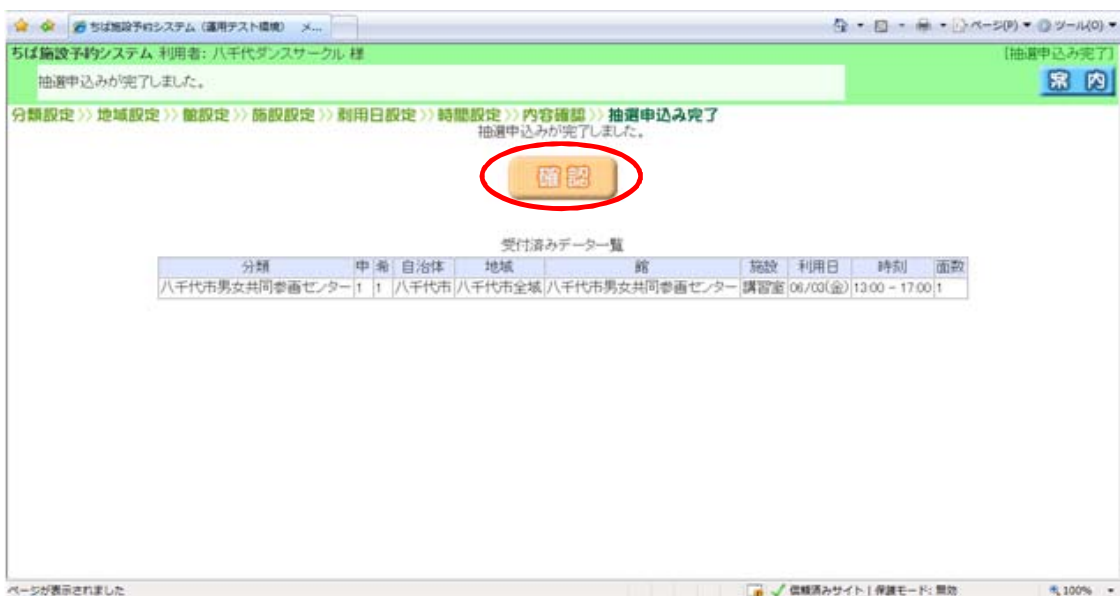 ちば施設予約システム（運用テスト環境） メ...
ページ(P) ツール(O)
ちば施設予約システム 利用者: 八千代ダンスサークル 様 [抽選申込み完了]
抽選申込みが完了しました。
案内
分類設定>>地域設定>>館設定>>施設設定>>利用日設定>>時間設定>>内容確認>>抽選申込み完了
抽選申込みが完了しました。
確認
受付済みデータ一覧
分類 申 希 自治体 地域 館 施設 利用日 時刻 面数
八千代市男女共同参画センター 1 1 八千代市 八千代市全域 八千代市男女共同参画センター 講習室 06/03(金) 13:00 - 17:00 1
ページが表示されました 信頼済みサイト | 保護モード: 無効 100%